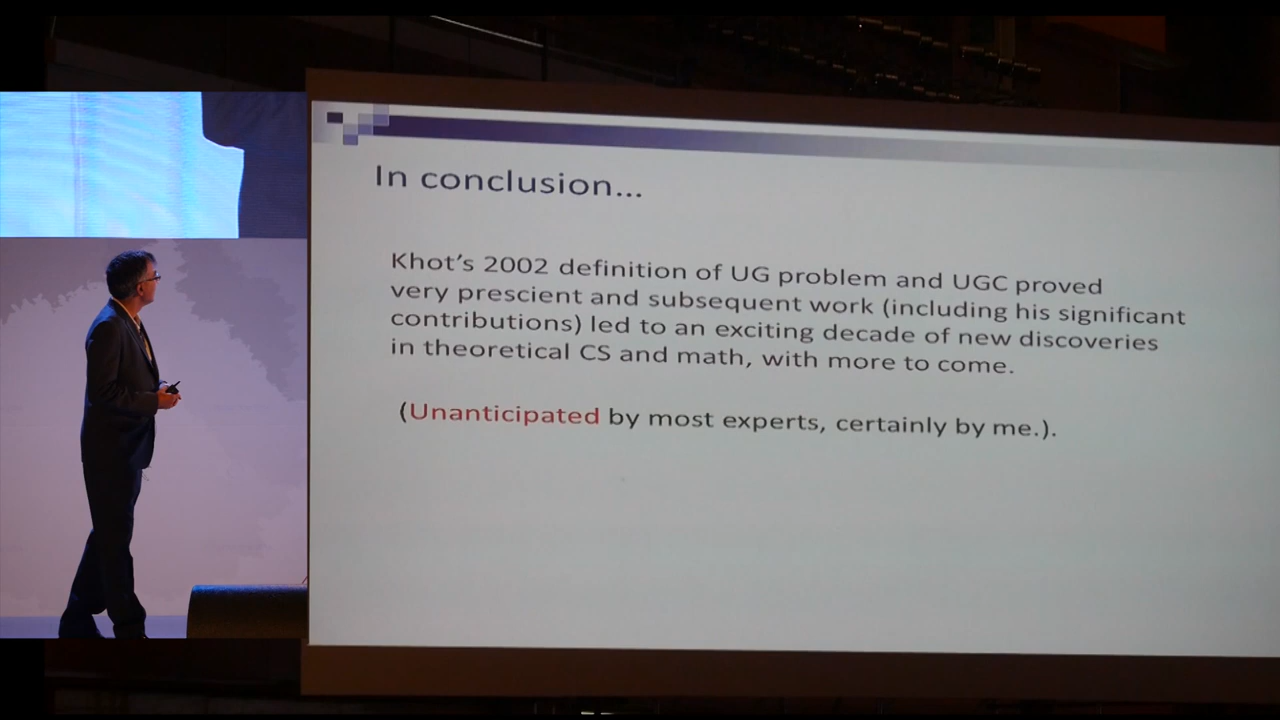 In conclusion...
Khot's 2002 definition of UG problem and UGC proved
very prescient and subsequent work (including his significant
contributions) led to an exciting decade of new discoveries
in theoretical CS and math, with more to come.
(Unanticipated by most experts, certainly by me.).